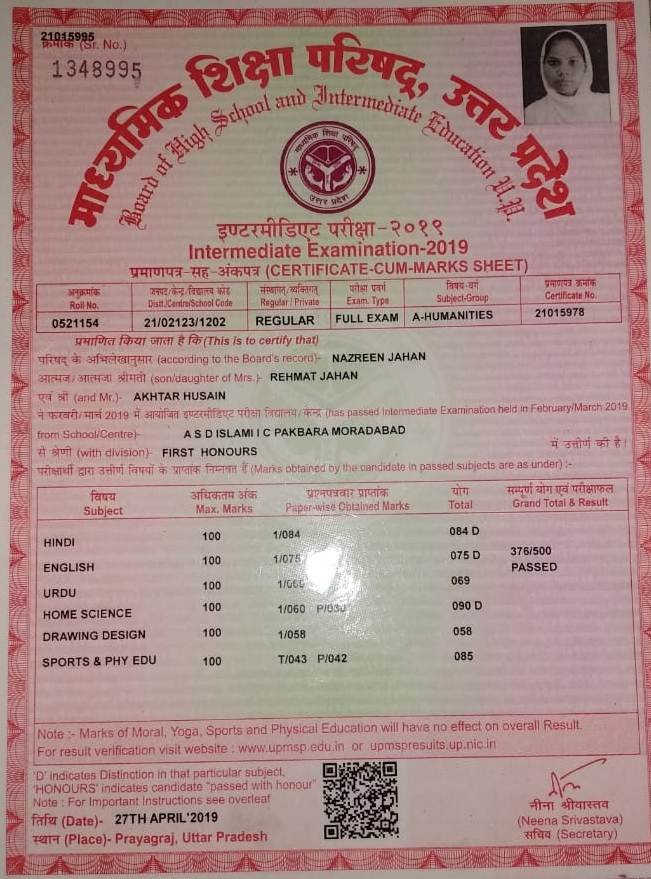 21015995
क्रमांक (Sr. No.)
1348995
माध्यमिक शिक्षा परिषद्, उत्तर प्रदेश
Board of High School and Intermediate Education U.P.
माध्यमिक शिक्षा परिषद्
उत्तर प्रदेश
इण्टरमीडिएट परीक्षा-२०१९
Intermediate Examination-2019
प्रमाणपत्र-सह-अंकपत्र (CERTIFICATE-CUM-MARKS SHEET)
अनुक्रमांक जनपद/केन्द्र/विद्यालय कोड संस्थागत/व्यक्तिगत परीक्षा प्रवर्ग विषय-वर्ग प्रमाणपत्र क्रमांक
Roll No. Distt./Centre/School Code Regular / Private Exam. Type Subject-Group Certificate No.
0521154 21/02123/1202 REGULAR FULL EXAM A-HUMANITIES 21015978
प्रमाणित किया जाता है कि (This is to certify that)
परिषद् के अभिलेखानुसार (according to the Board's record)- NAZREEN JAHAN
आत्मज/आत्मजा श्रीमती (son/daughter of Mrs.)- REHMAT JAHAN
एवं श्री (and Mr.)- AKHTAR HUSAIN
ने फरवरी/मार्च 2019 में आयोजित इण्टरमीडिएट परीक्षा विद्यालय/केन्द्र (has passed Intermediate Examination held in February/March 2019
from School/Centre)- A S D ISLAMI I C PAKBARA MORADABAD
से श्रेणी (with division)- FIRST HONOURS में उत्तीर्ण की है।
परीक्षार्थी द्वारा उत्तीर्ण विषयों के प्राप्तांक निम्नवत हैं (Marks obtained by the candidate in passed subjects are as under) :-
विषय अधिकतम अंक प्रश्नपत्रवार प्राप्तांक योग सम्पूर्ण योग एवं परीक्षाफल
Subject Max. Marks Paper-wise Obtained Marks Total Grand Total & Result
HINDI 100 1/084 084 D
ENGLISH 100 1/075 075 D 376/500
PASSED
URDU 100 069
HOME SCIENCE 100 1/060 P/030 090 D
DRAWING DESIGN 100 1/058 058
SPORTS & PHY EDU 100 T/043 P/042 085
Note :- Marks of Moral, Yoga, Sports and Physical Education will have no effect on overall Result.
For result verification visit website : www.upmsp.edu.in or upmspresults.up.nic.in
'D' indicates Distinction in that particular subject,
'HONOURS' indicates candidate "passed with honour"
Note : For Important Instructions see overleaf
तिथि (Date)- 27TH APRIL'2019
स्थान (Place)- Prayagraj, Uttar Pradesh
नीना श्रीवास्तव
(Neena Srivastava)
सचिव (Secretary)